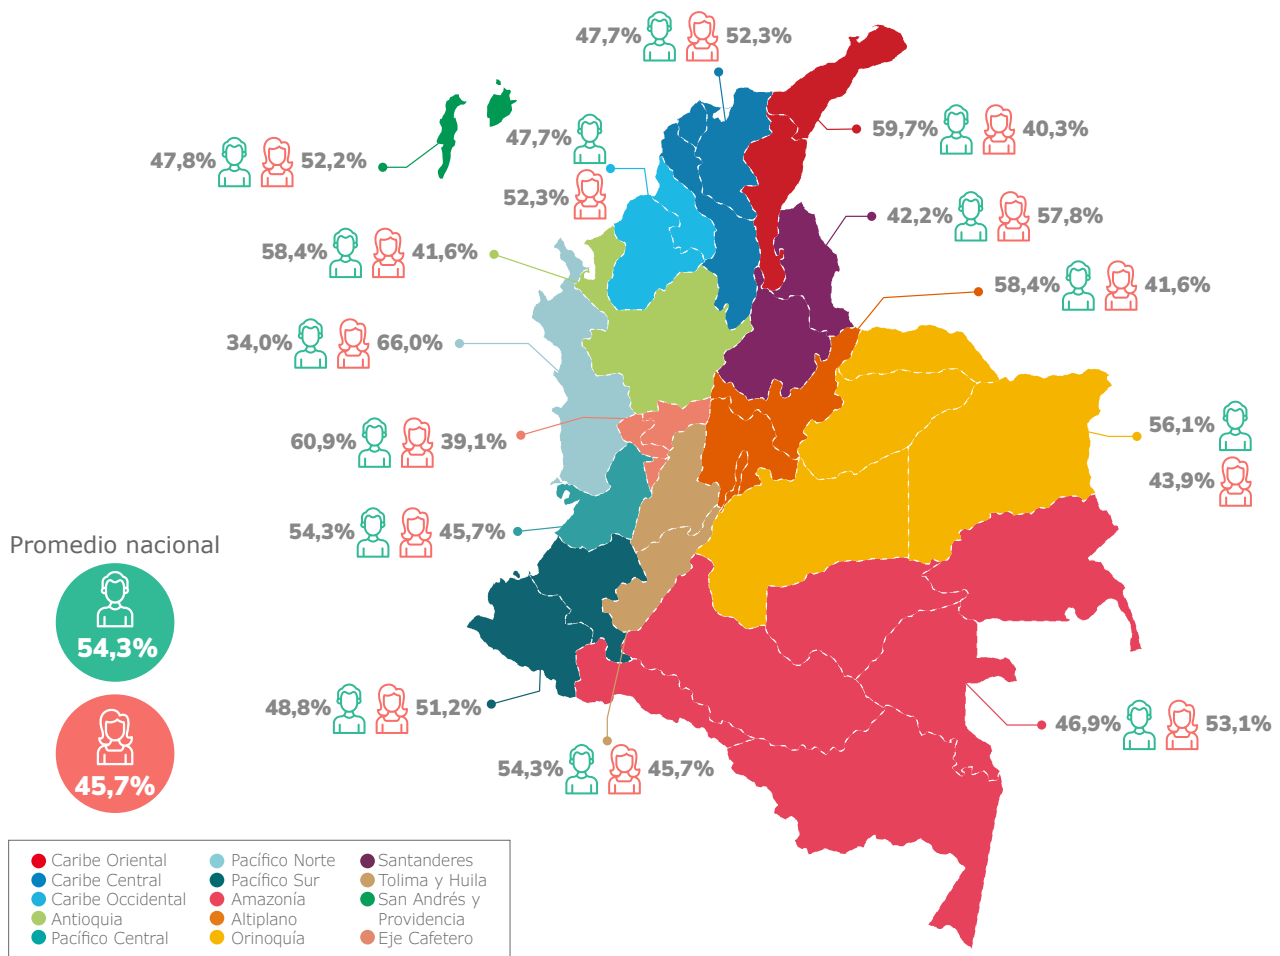 47,7% 52,3%
59,7% 40,3%
47,7%
52,3%
47,8% 52,2%
42,2% 57,8%
58,4% 41,6%
58,4% 41,6%
34,0% 66,0%
56,1%
43,9%
60,9% 39,1%
54,3% 45,7%
Promedio nacional
54,3%
45,7%
48,8% 51,2%
46,9% 53,1%
54,3% 45,7%
Caribe Oriental
Caribe Central
Caribe Occidental
Antioquia
Pacífico Central
Pacífico Norte
Pacífico Sur
Amazonía
Altiplano
Orinoquía
Santanderes
Tolima y Huila
San Andrés y
Providencia
Eje Cafetero